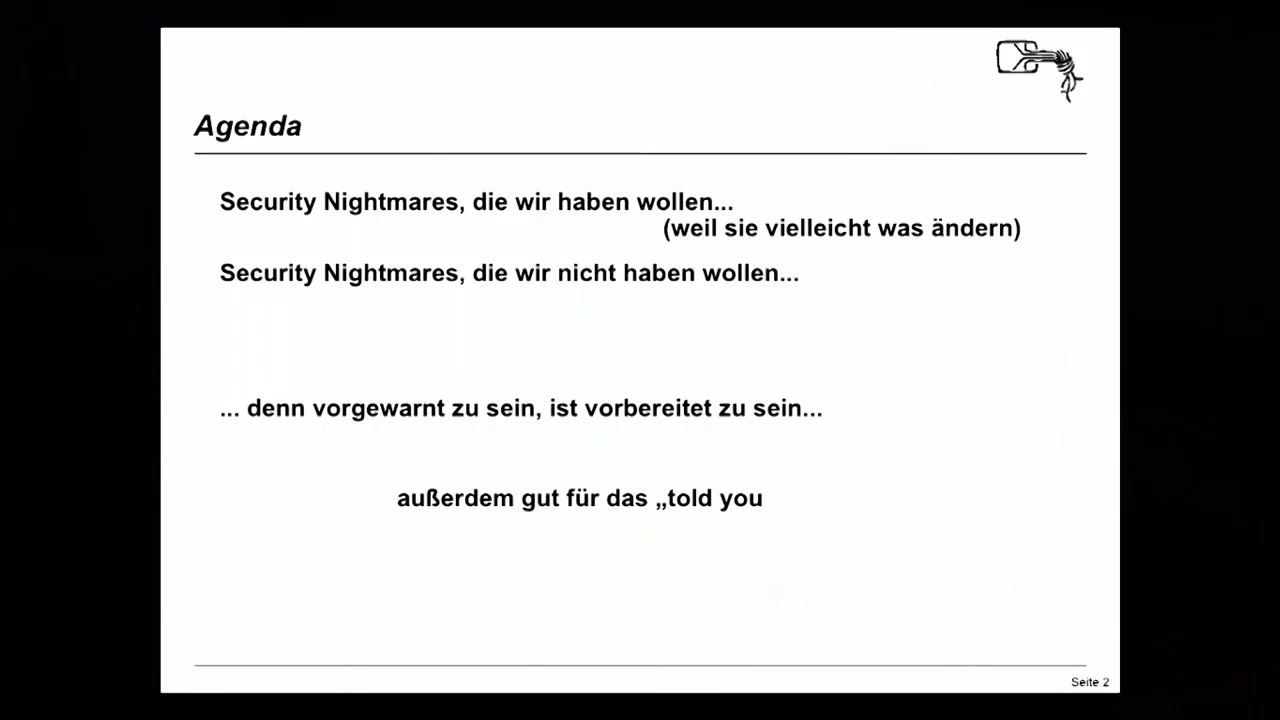 Agenda
Security Nightmares, die wir haben wollen...
(weil sie vielleicht was ändern)
Security Nightmares, die wir nicht haben wollen...
... denn vorgewarnt zu sein, ist vorbereitet zu sein...
außerdem gut für das „told you
Seite 2